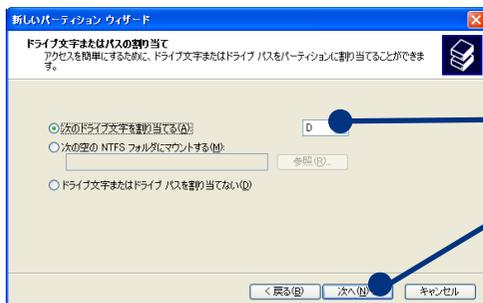 新しいパーティション ウィザード
ドライブ文字またはパスの割り当て
アクセスを簡単にするために、ドライブ文字またはドライブ パスをパーティションに割り当てることができま
す。
次のドライブ文字を割り当てる(A):
D
次の空の NTFS フォルダにマウントする(M):
参照(R)...
ドライブ文字またはドライブ パスを割り当てない(D)
< 戻る(B)
次へ(N)
キャンセル